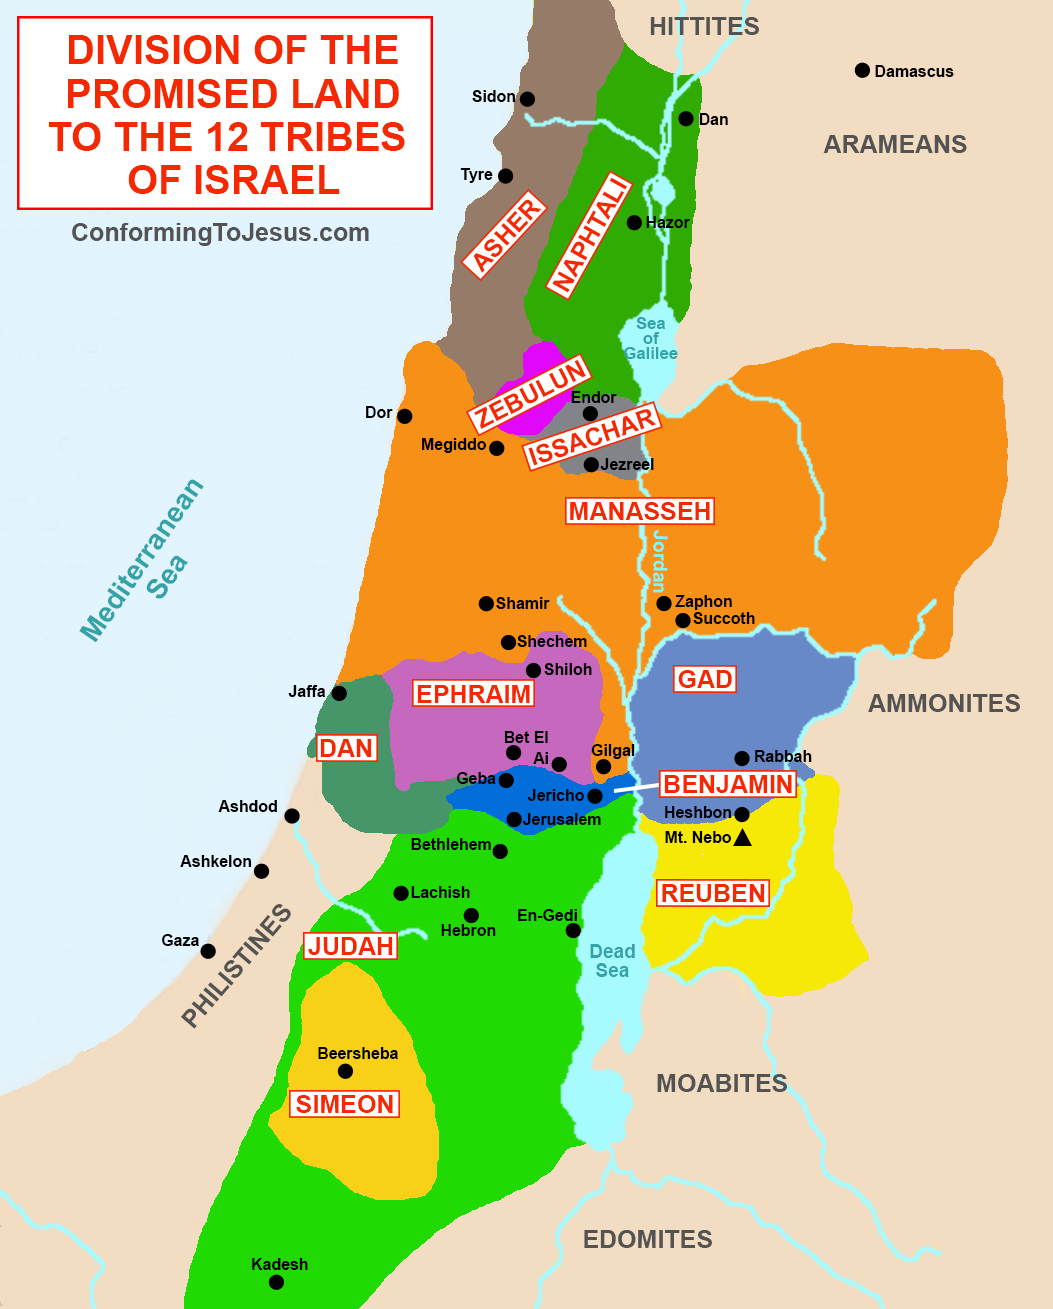 DIVISION OF THE
PROMISED LAND
TO THE 12 TRIBES
OF ISRAEL
ConformingToJesus.com
HITTITES
Damascus
Sidon
Dan
ARAMEANS
Tyre
ASHER
NAPHTALI
Hazor
Sea
of
Galilee
ZEBULUN
Endor
Dor
ISSACHAR
Megiddo
Jezreel
MANASSEH
Mediterranean
Sea
Jordan
Shamir
Zaphon
Succoth
Shechem
Shiloh
GAD
Jaffa
EPHRAIM
AMMONITES
DAN
Bet El
Gilgal
Ai
Rabbah
Geba
BENJAMIN
Jericho
Ashdod
Heshbon
Jerusalem
Mt. Nebo
Bethlehem
Ashkelon
Lachish
REUBEN
En-Gedi
Hebron
Gaza
JUDAH
PHILISTINES
Dead
Sea
Beersheba
MOABITES
SIMEON
EDOMITES
Kadesh